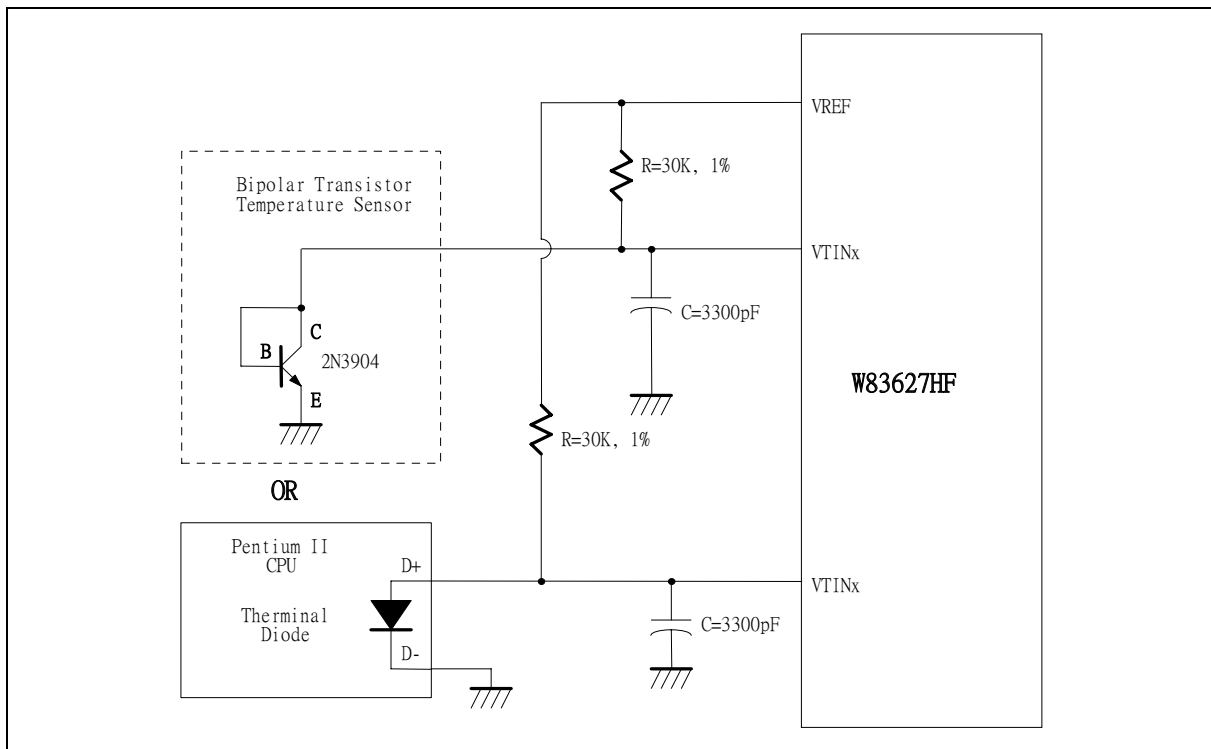 VREF
R=30K, 1%
Bipolar Transistor
Temperature Sensor
VTINx
C=3300pF
C
B
2N3904
E
W83627HF
R=30K, 1%
OR
Pentium II
CPU
D+
VTINx
Therminal
Diode
C=3300pF
D-